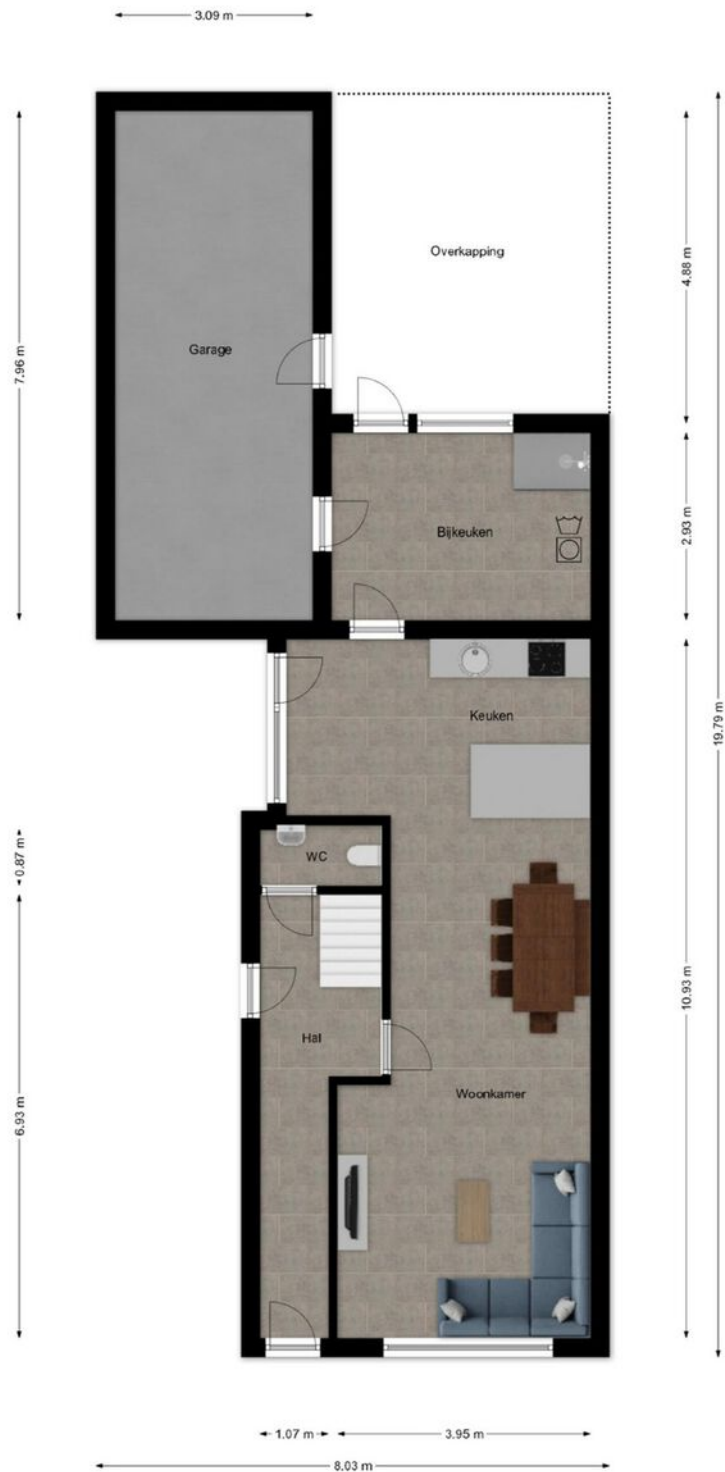 3.09 m
Overkapping
4.88 m
Garage
7.96 m
2.93 m
Bijkeuken
Keuken
19.79 m
WC
0.87 m
10.93 m
Hal
Woonkamer
6.93 m
1.07 m
3.95 m
8.03 m